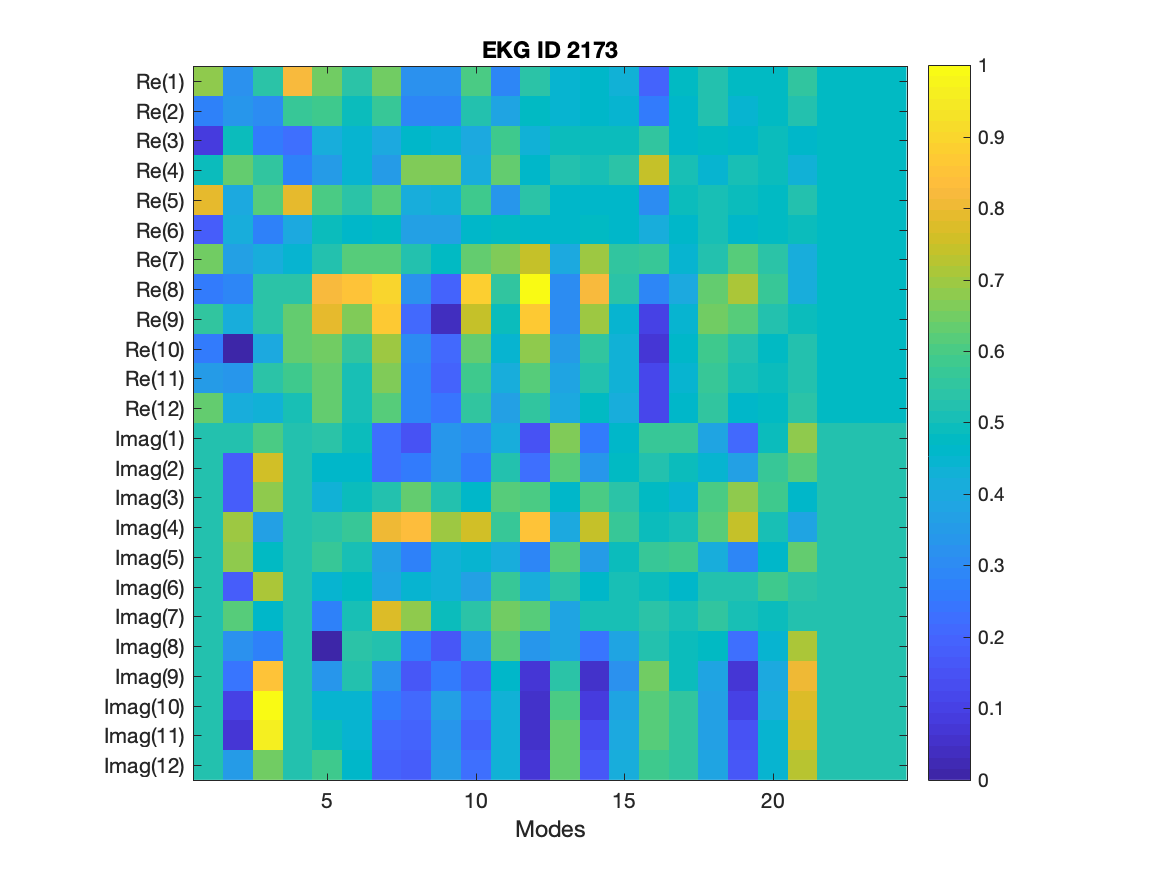 EKG ID 2173
Re(1)
Re(2)
Re(3)
Re(4)
Re(5)
Re(6)
Re(7)
Re(8)
Re(9)
Re(10)
Re(11)
Re(12)
Imag(1)
Imag(2)
Imag(3)
Imag(4)
Imag(5)
Imag(6)
Imag(7)
Imag(8)
Imag(9)
Imag(10)
Imag(11)
Imag(12)
5 10 15 20
Modes
1
0.9
0.8
0.7
0.6
0.5
0.4
0.3
0.2
0.1
0